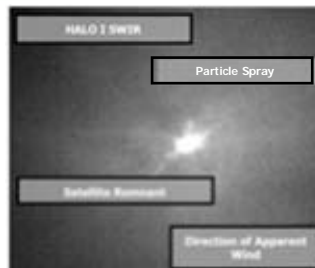 HALO I SWIR
Particle Spray
Satellite Remnant
Direction of Apparent
Wind